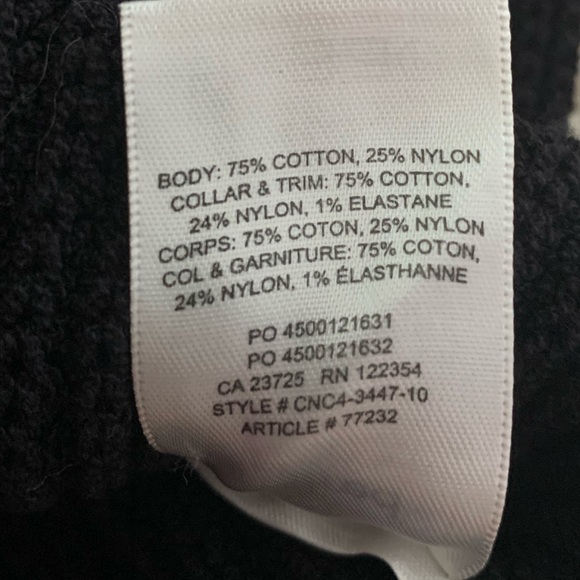 BODY: 75% COTTON, 25% NYLON
COLLAR & TRIM: 75% COTTON,
24% NYLON, 1% ELASTANE
CORPS: 75% COTON, 25% NYLON
COL & GARNITURE: 75% COTON,
24% NYLON, 1% ÉLASTHANNE
PO 4500121631
PO 4500121632
CA 23725 RN 122354
STYLE # CNC4-3447-10
ARTICLE # 77232